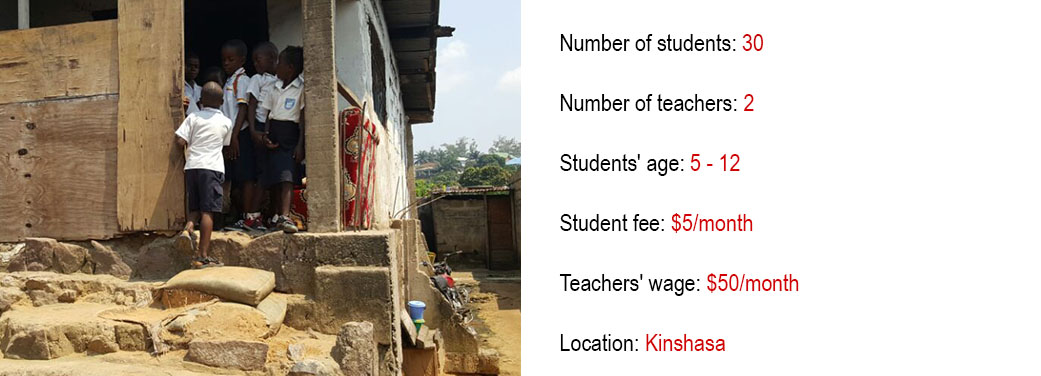 Number of students: 30
Number of teachers: 2
Students' age: 5 - 12
Student fee: $5/month
Teachers' wage: $50/month
Location: Kinshasa